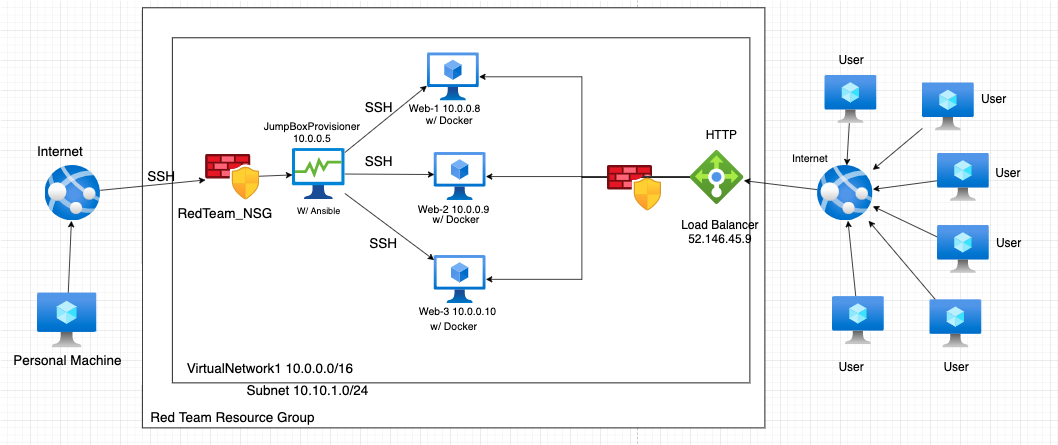 Internet
Personal Machine
SSH
RedTeam_NSG
JumpBoxProvisioner
10.0.0.5
W/ Ansible
SSH
SSH
SSH
Web-1 10.0.0.8
w/ Docker
Web-2 10.0.0.9
w/ Docker
Web-3 10.0.0.10
w/ Docker
HTTP
Load Balancer
52.146.45.9
Internet
User
User
User
User
User
User
VirtualNetwork1 10.0.0.0/16
Subnet 10.10.1.0/24
Red Team Resource Group